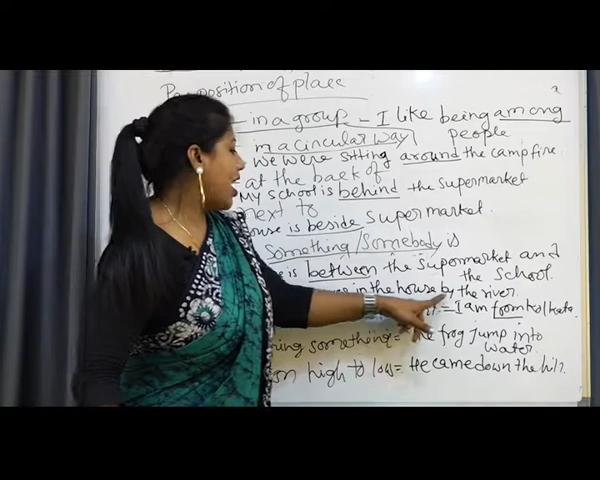 Preposition of place
in a group - I like being among
people
in a circular way
we were sitting around the campfire
at the back of
My school is behind the supermarket
next to
house is beside supermarket.
Something/Somebody is
is between the supermarket and
the school.
in the house by the river.
= I am from
something = frog jump into
water.
high to low = He came down the hill.